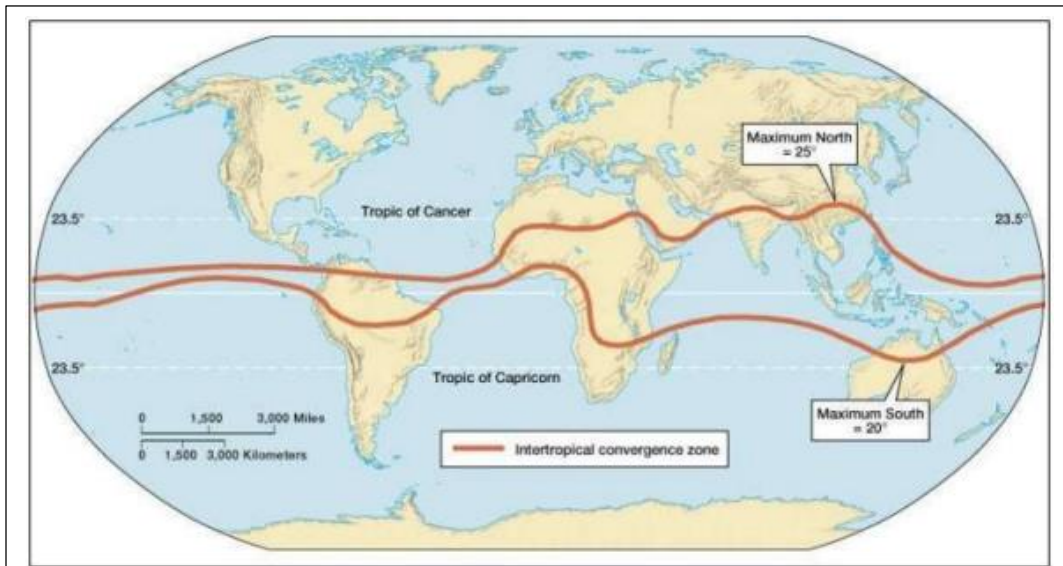 Maximum North
= 25°
Tropic of Cancer
23.5°
23.5°
23.5°
Tropic of Capricorn
23.5°
0 1,500 3,000 Miles
0 1,500 3,000 Kilometers
Maximum South
= 20°
Intertropical convergence zone